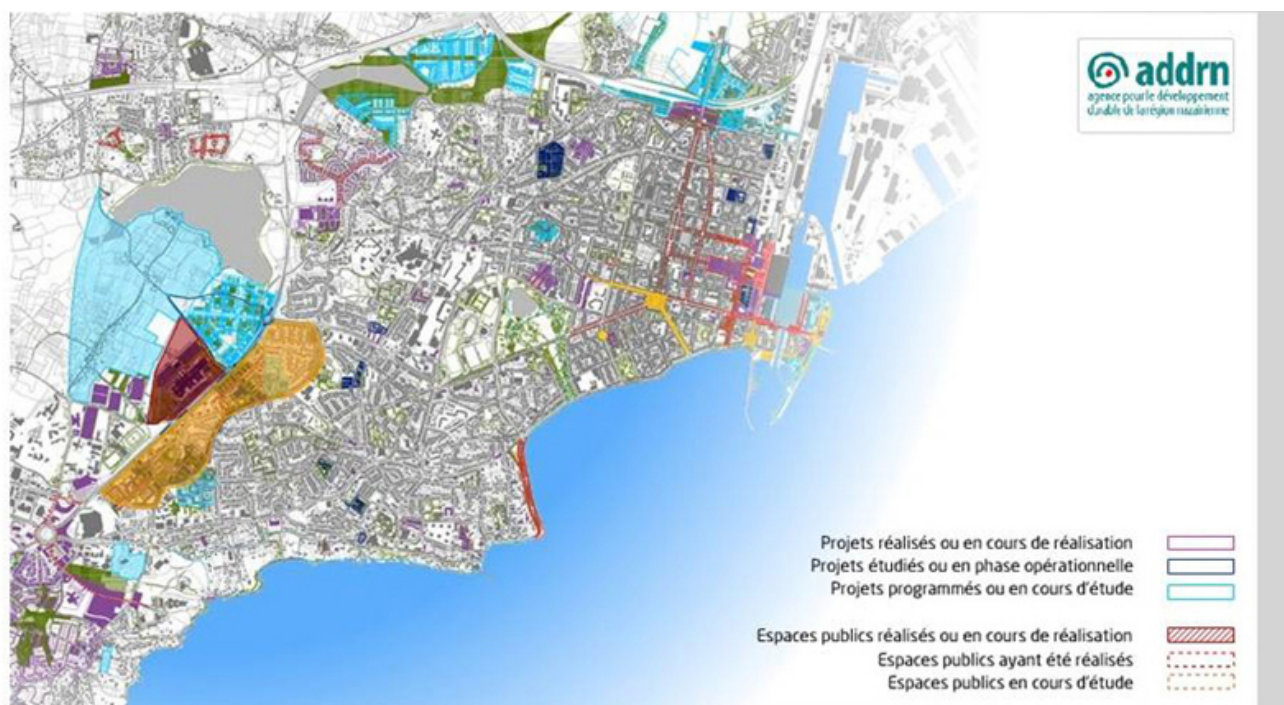 addrn
agence pour le développement
durable de la région nazairienne
Projets réalisés ou en cours de réalisation
Projets étudiés ou en phase opérationnelle
Projets programmés ou en cours d'étude
Espaces publics réalisés ou en cours de réalisation
Espaces publics ayant été réalisés
Espaces publics en cours d'étude